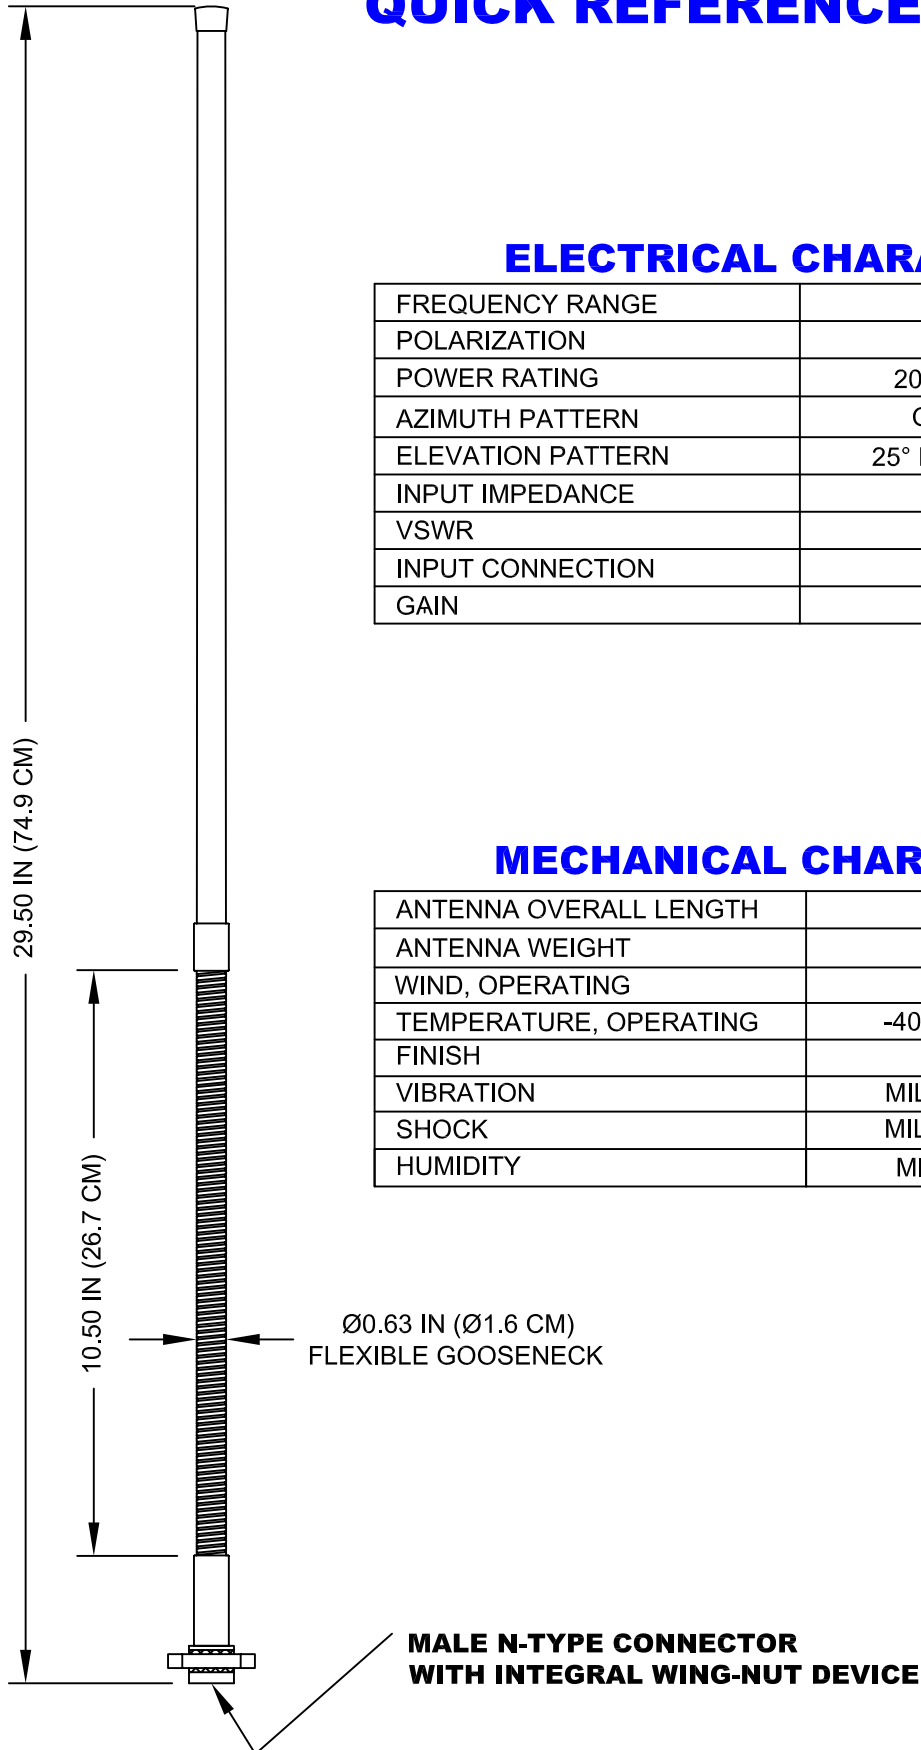 QUICK REFERENCE
ELECTRICAL CHARA
FREQUENCY RANGE
POLARIZATION
POWER RATING 20
AZIMUTH PATTERN
ELEVATION PATTERN 25°
INPUT IMPEDANCE
VSWR
INPUT CONNECTION
GAIN
29.50 IN (74.9 CM)
MECHANICAL CHAR
ANTENNA OVERALL LENGTH
ANTENNA WEIGHT
WIND, OPERATING
TEMPERATURE, OPERATING -40
FINISH
VIBRATION MIL
SHOCK MIL
HUMIDITY MI
10.50 IN (26.7 CM)
Ø0.63 IN (Ø1.6 CM)
FLEXIBLE GOOSENECK
MALE N-TYPE CONNECTOR
WITH INTEGRAL WING-NUT DEVICE